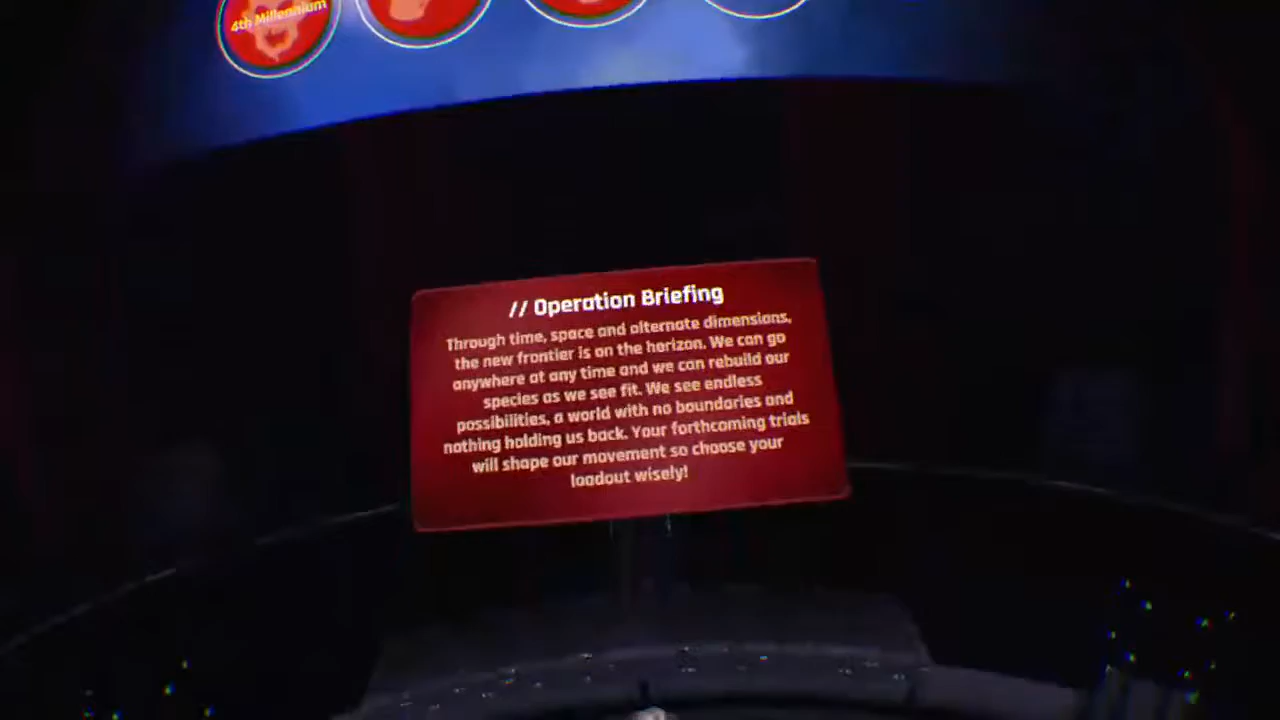 4th Millennium
// Operation Briefing
Through time, space and alternate dimensions,
the new frontier is on the horizon. We can go
anywhere at any time and we can rebuild our
species as we see fit. We see endless
possibilities, a world with no boundaries and
nothing holding us back. Your forthcoming trials
will shape our movement so choose your
loadout wisely!